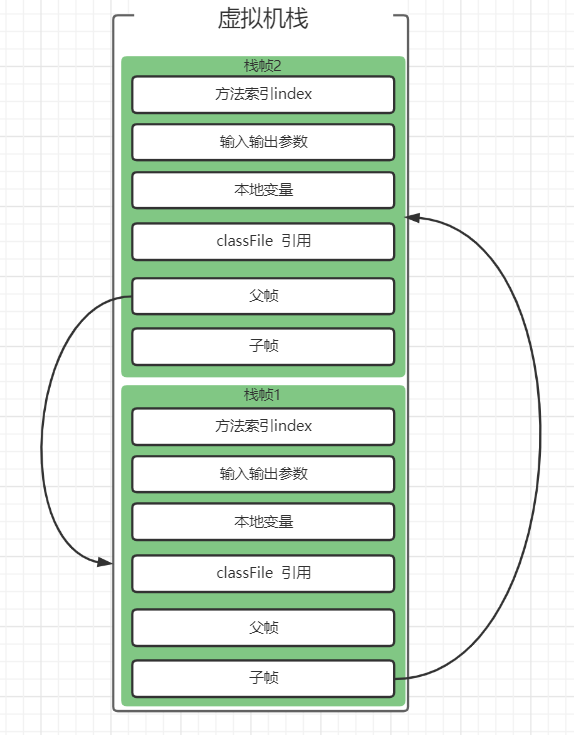 虚拟机栈
栈帧2
方法索引index
输入输出参数
本地变量
classFile 引用
父帧
子帧
栈帧1
方法索引index
输入输出参数
本地变量
classFile 引用
父帧
子帧